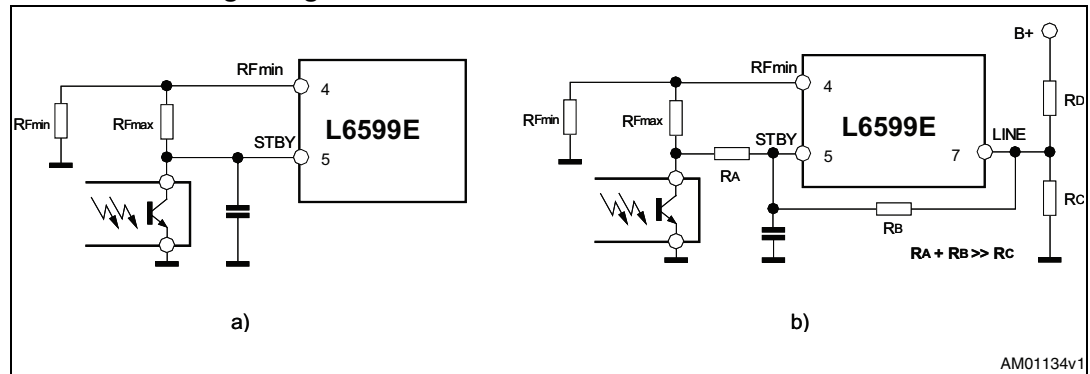 RFmin
4
RFmin
RFmax
STBY
5
L6599E
a)
RFmin
4
RFmin
RFmax
STBY
5
L6599E
LINE
7
B+
RD
RC
RA
RB
RA + RB >> RC
b)
AM01134v1